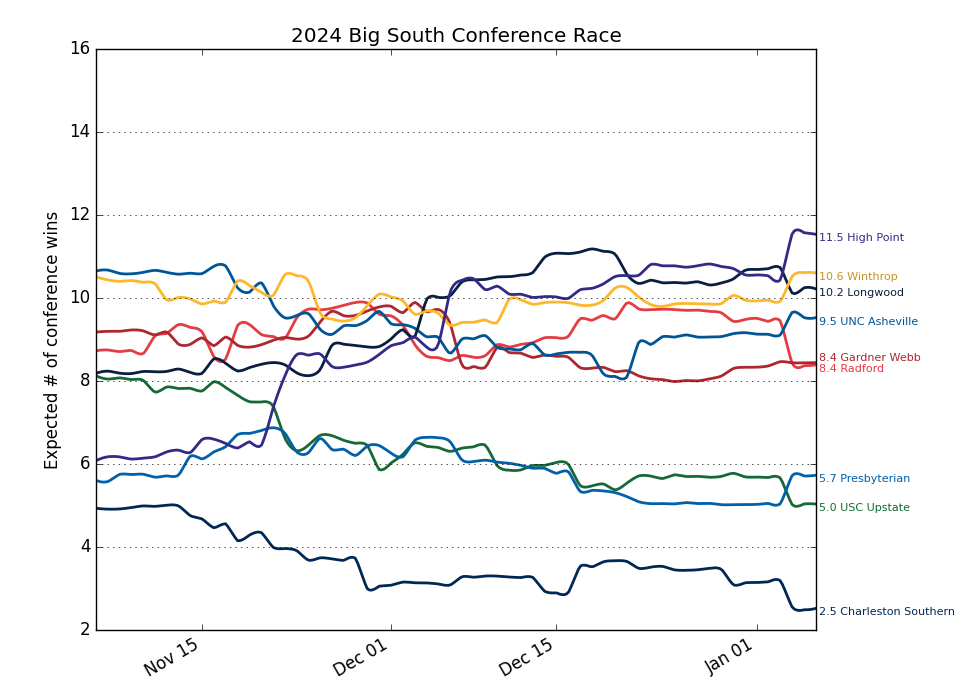 2024 Big South Conference Race
Expected # of conference wins
16
14
12
10
8
6
4
2
Nov 15
Dec 01
Dec 15
Jan 01
11.5 High Point
10.6 Winthrop
10.2 Longwood
9.5 UNC Asheville
8.4 Gardner Webb
8.4 Radford
5.7 Presbyterian
5.0 USC Upstate
2.5 Charleston Southern